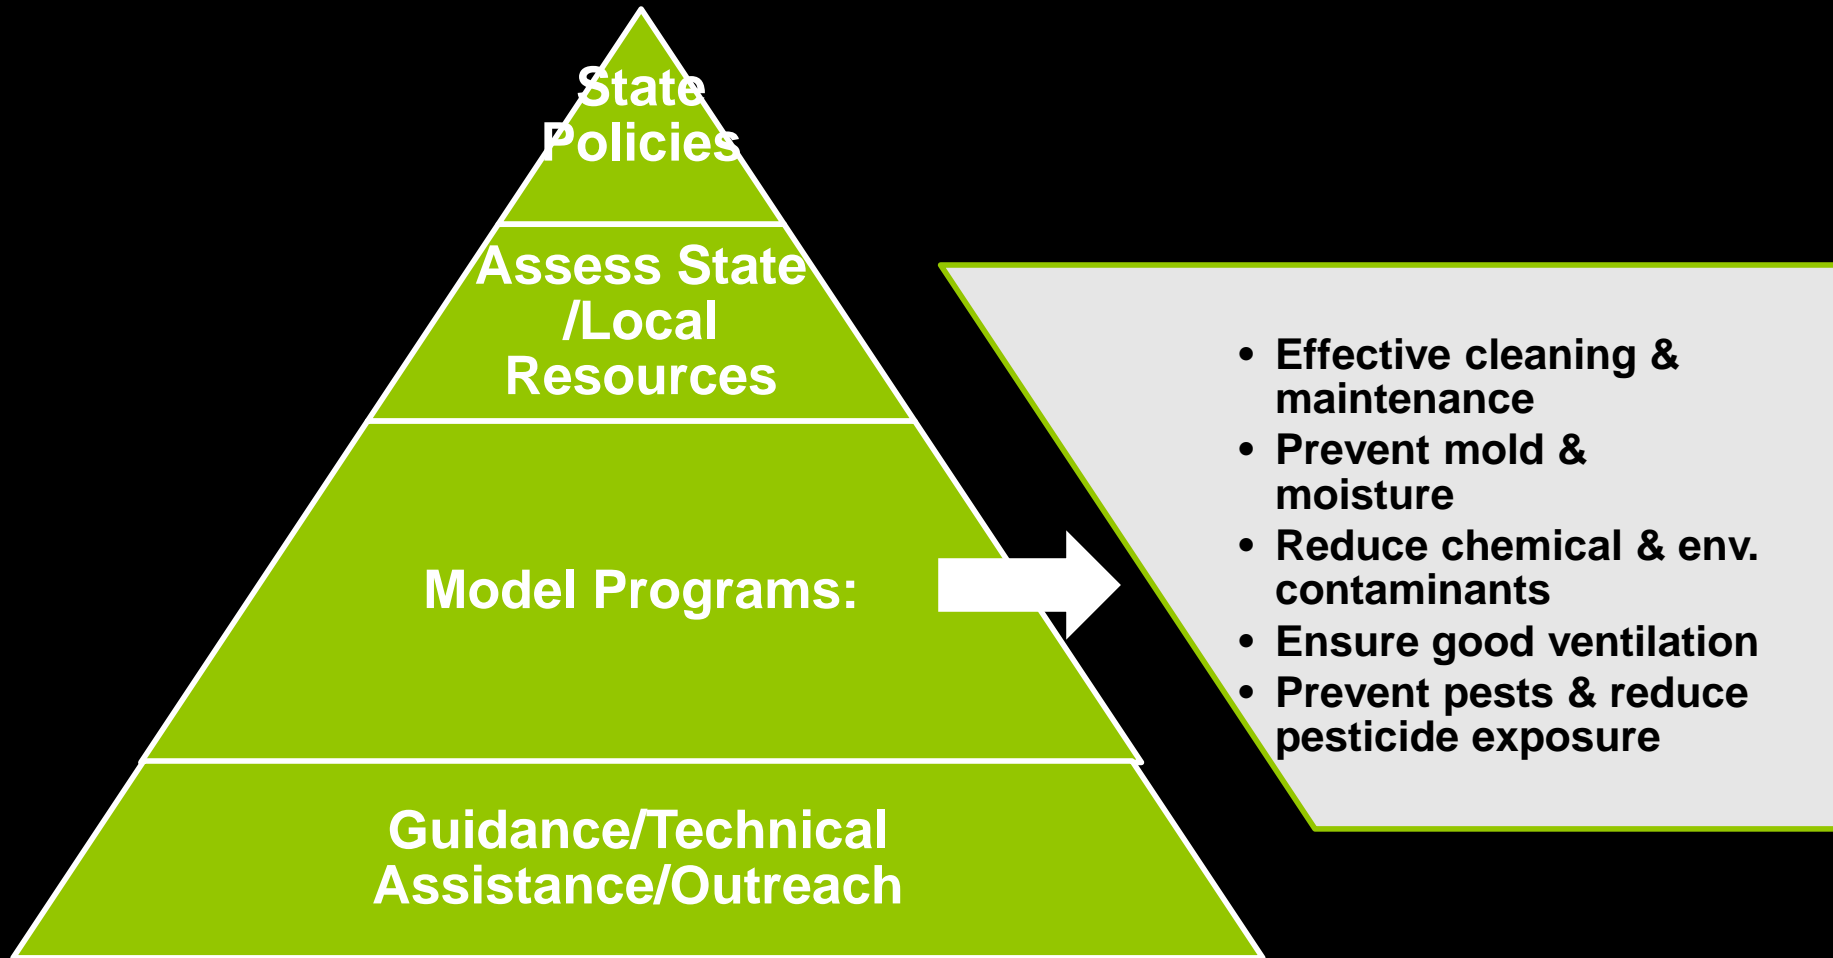 State
Policies
Assess State
/Local
Resources
Model Programs:
Guidance/Technical
Assistance/Outreach
• Effective cleaning &
maintenance
• Prevent mold &
moisture
• Reduce chemical & env.
contaminants
• Ensure good ventilation
• Prevent pests & reduce
pesticide exposure